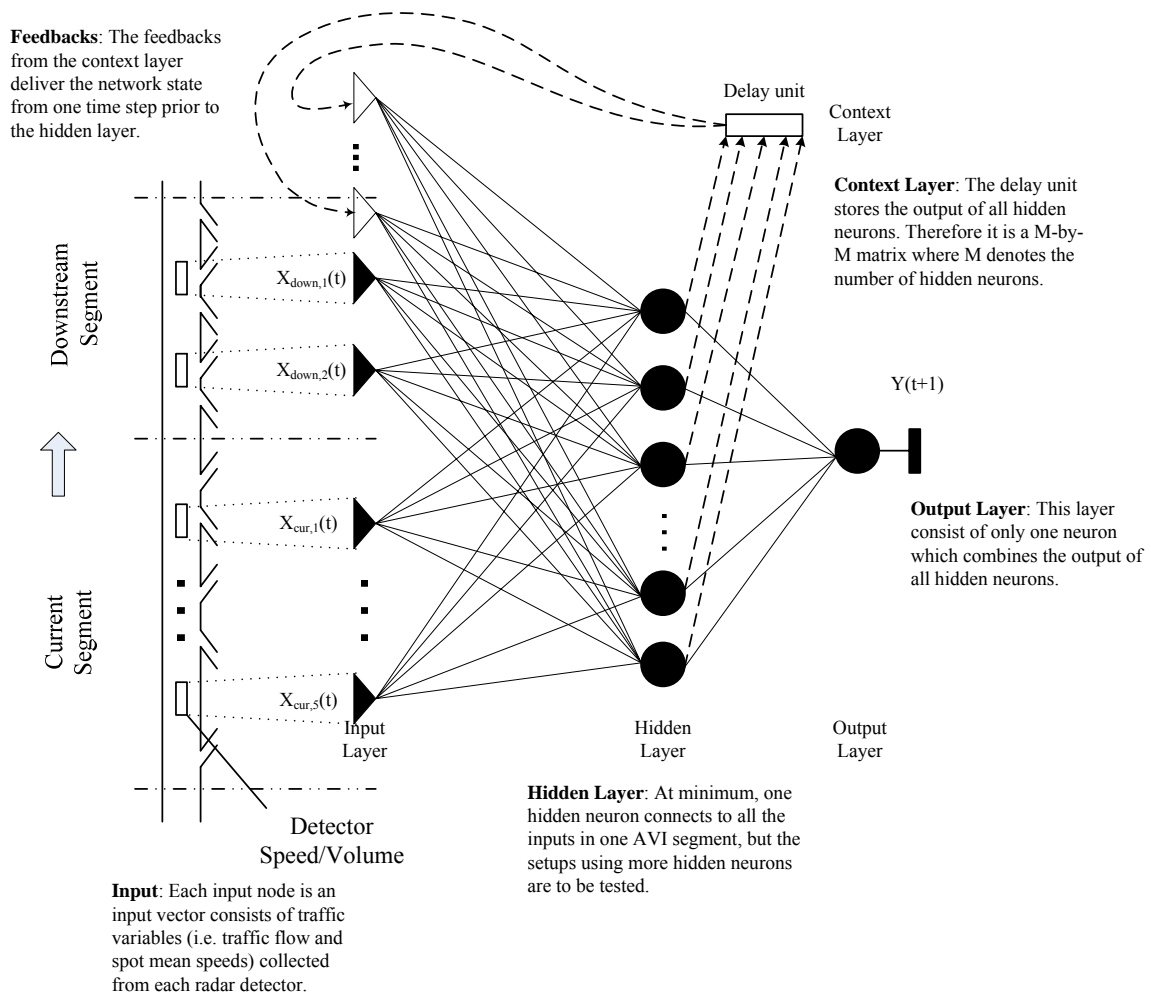 Feedbacks: The feedbacks
from the context layer
deliver the network state
from one time step prior to
the hidden layer.
Delay unit
Context
Layer
Context Layer: The delay unit
stores the output of all hidden
neurons. Therefore it is a M-by-
M matrix where M denotes the
number of hidden neurons.
Downstream
Segment
Xdown,1(t)
Xdown,2(t)
Y(t+1)
Current
Segment
Xcur,1(t)
Xcur,5(t)
Output Layer: This layer
consist of only one neuron
which combines the output of
all hidden neurons.
Input
Layer
Hidden
Layer
Output
Layer
Detector
Speed/Volume
Hidden Layer: At minimum, one
hidden neuron connects to all the
inputs in one AVI segment, but the
setups using more hidden neurons
are to be tested.
Input: Each input node is an
input vector consists of traffic
variables (i.e. traffic flow and
spot mean speeds) collected
from each radar detector.